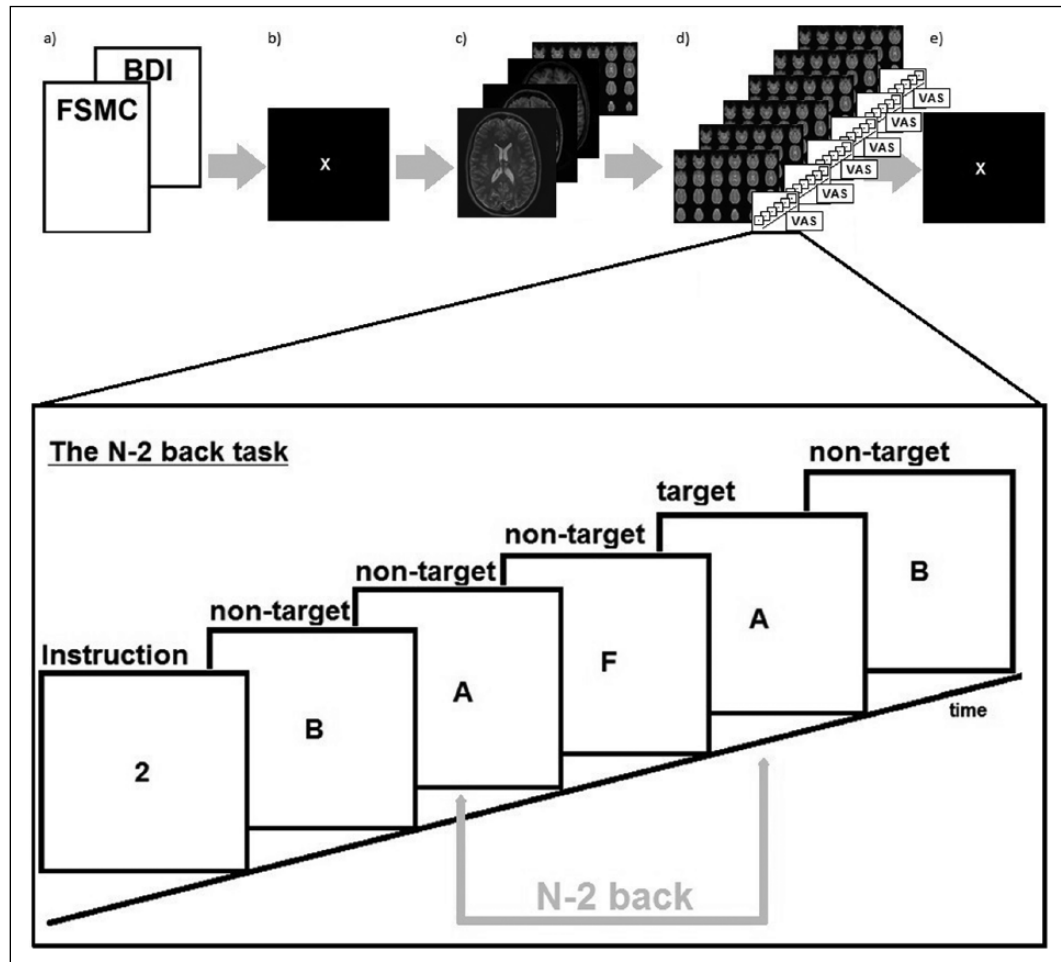 a)
b)
c)
d)
e)
BDI
FSMC
X
VAS
VAS
VAS
VAS
VAS
VAS
X
The N-2 back task
non-target
target
non-target
non-target
non-target
Instruction
B
A
F
A
B
2
time
N-2 back